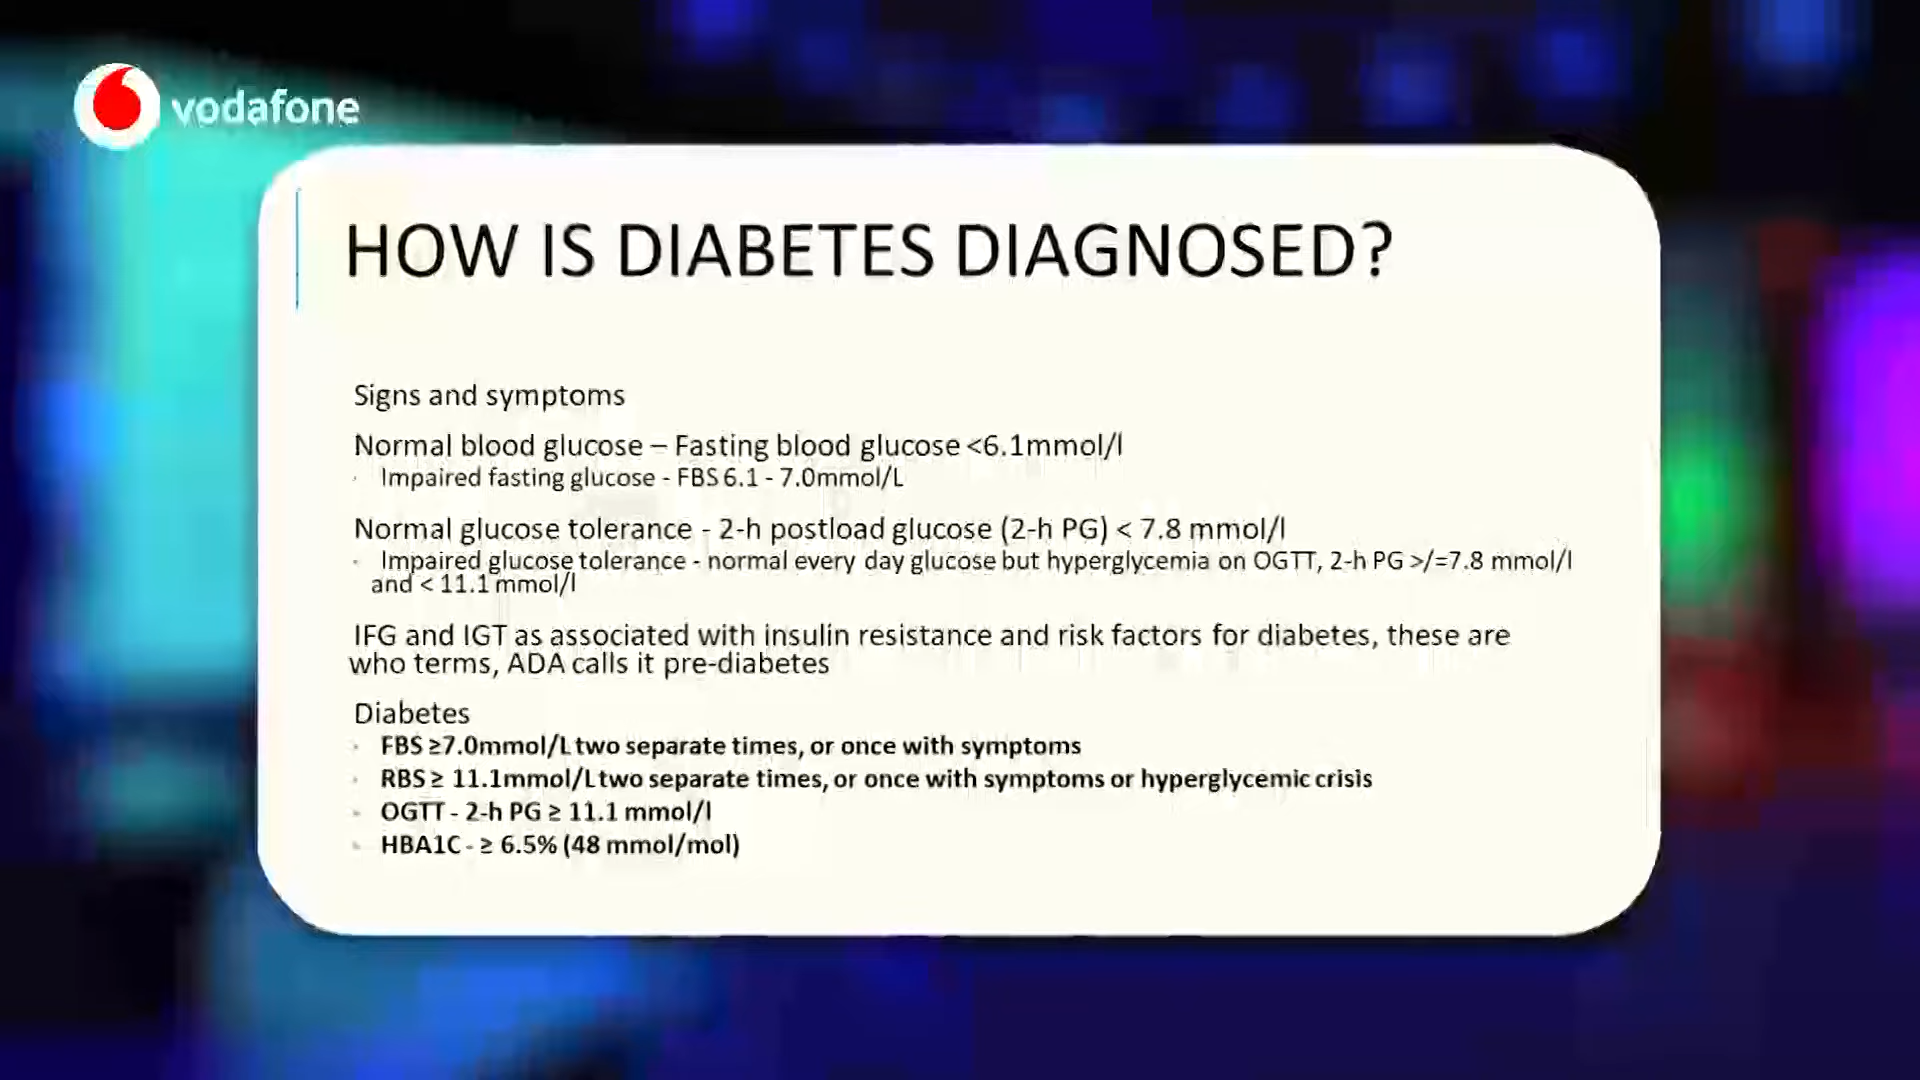 vodafone
HOW IS DIABETES DIAGNOSED?
Signs and symptoms
Normal blood glucose – Fasting blood glucose <6.1mmol/l
· Impaired fasting glucose - FBS 6.1 - 7.0mmol/L
Normal glucose tolerance - 2-h postload glucose (2-h PG) < 7.8 mmol/l
· Impaired glucose tolerance - normal every day glucose but hyperglycemia on OGTT, 2-h PG >/=7.8 mmol/l
and < 11.1 mmol/l
IFG and IGT as associated with insulin resistance and risk factors for diabetes, these are
who terms, ADA calls it pre-diabetes
Diabetes
· FBS ≥7.0mmol/L two separate times, or once with symptoms
· RBS ≥ 11.1mmol/L two separate times, or once with symptoms or hyperglycemic crisis
· OGTT - 2-h PG ≥ 11.1 mmol/l
· HBA1C - ≥ 6.5% (48 mmol/mol)